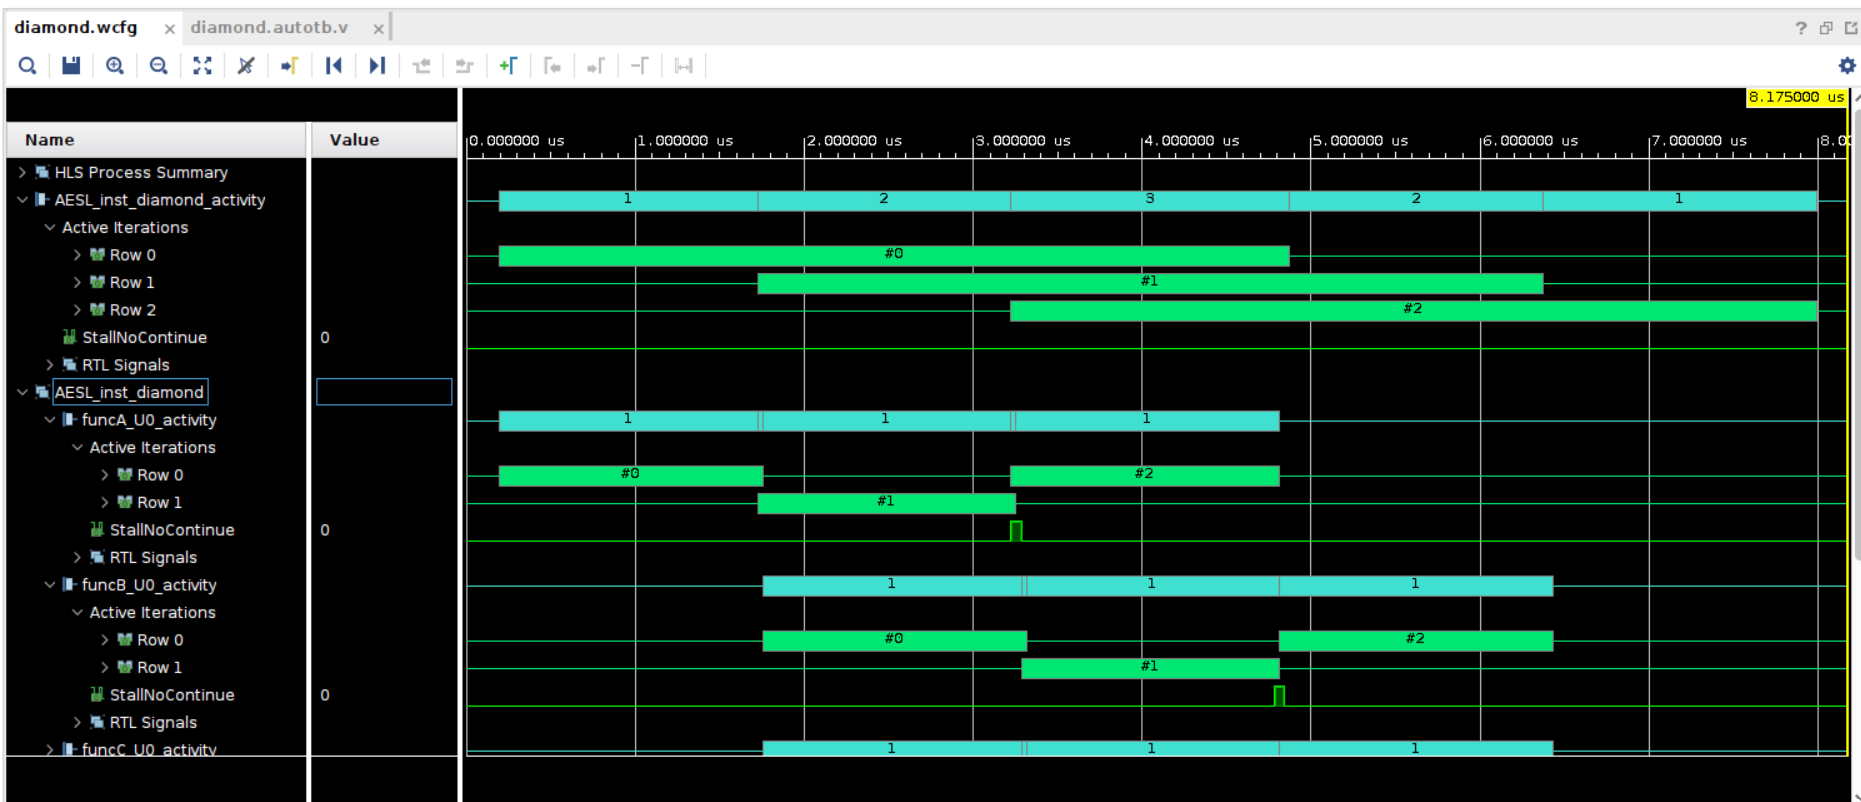 diamond.wcfg × diamond.autotb.v ×
?
8.175000 us
Name Value
0.000000 us 1.000000 us 2.000000 us 3.000000 us 4.000000 us 5.000000 us 6.000000 us 7.000000 us 8.0
HLS Process Summary
AESL_inst_diamond_activity 1 2 3 2 1
Active Iterations
Row 0 #0
Row 1 #1
Row 2 #2
StallNoContinue 0
RTL Signals
AESL_inst_diamond
funcA_U0_activity 1 1 1
Active Iterations
Row 0 #0 #2
Row 1 #1
StallNoContinue 0
RTL Signals
funcB_U0_activity 1 1 1
Active Iterations
Row 0 #0 #2
Row 1 #1
StallNoContinue 0
RTL Signals
funcC_U0_activity 1 1 1